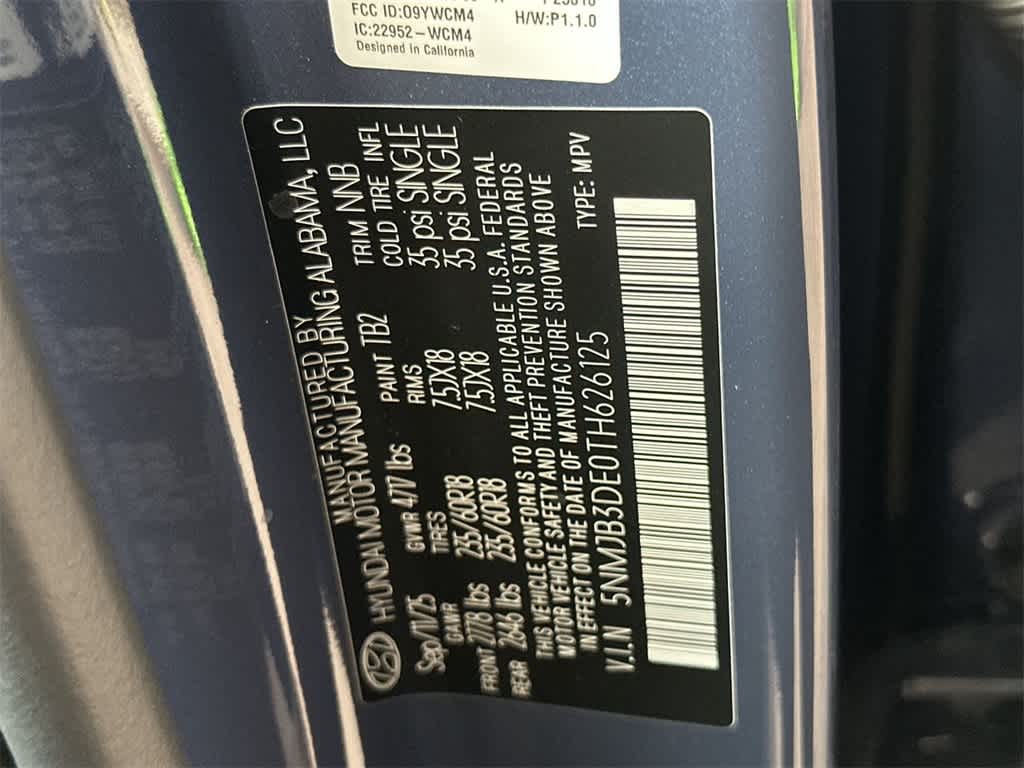 FCC ID:O9YWCM4
H/W:P1.1.0
IC:22952-WCM4
Designed in California
MANUFACTURED BY
HYUNDAI MOTOR MANUFACTURING ALABAMA, LLC
Sep/11/25 GVWR 4717 lbs PAINT TB2 TRIM NNB
GAWR TIRES RIMS COLD TIRE INFL
FRONT 2778 lbs 235/60R18 7.5JX18 35 psi SINGLE
REAR 2646 lbs 235/60R18 7.5JX18 35 psi SINGLE
THIS VEHICLE CONFORMS TO ALL APPLICABLE U.S.A. FEDERAL
MOTOR VEHICLE SAFETY AND THEFT PREVENTION STANDARDS
IN EFFECT ON THE DATE OF MANUFACTURE SHOWN ABOVE
V.I.N 5NMJB3DE0TH626125 TYPE: MPV